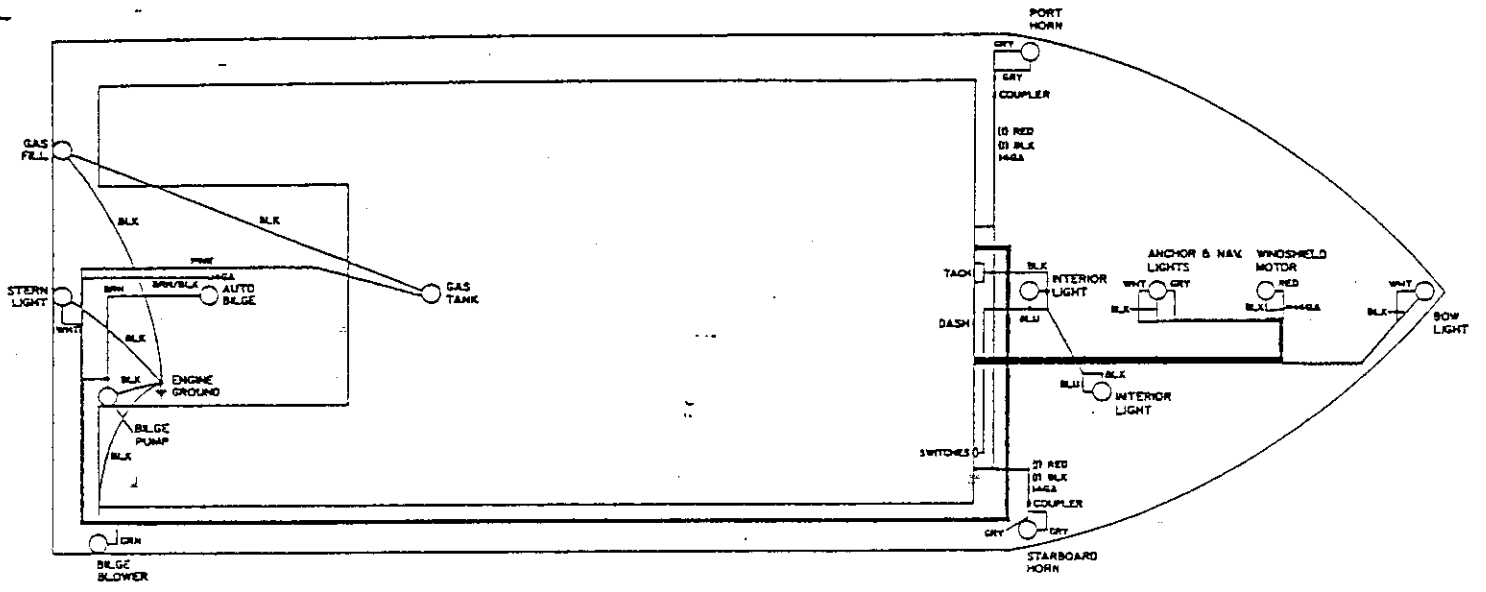 PORT
HORN
GRY
GRY
COUPLER
(1) RED
(1) BLK
14GA
GAS
FILL
BLK
BLK
PINK
14GA
BRN
BRN/BLK
AUTO
BILGE
STERN
LIGHT
WHT
BLK
GAS
TANK
BLK
ENGINE
GROUND
BILGE
PUMP
BLK
GRN
BILGE
BLOWER
TACH
BLK
INTERIOR
LIGHT
DASH
BLU
BLK
BLU
INTERIOR
LIGHT
SWITCHES
ANCHOR & NAV.
LIGHTS
WHT
GRY
BLK
WINDSHIELD
MOTOR
RED
BLK
14GA
WHT
BLK
BOW
LIGHT
(1) RED
(1) BLK
14GA
COUPLER
GRY
GRY
STARBOARD
HORN